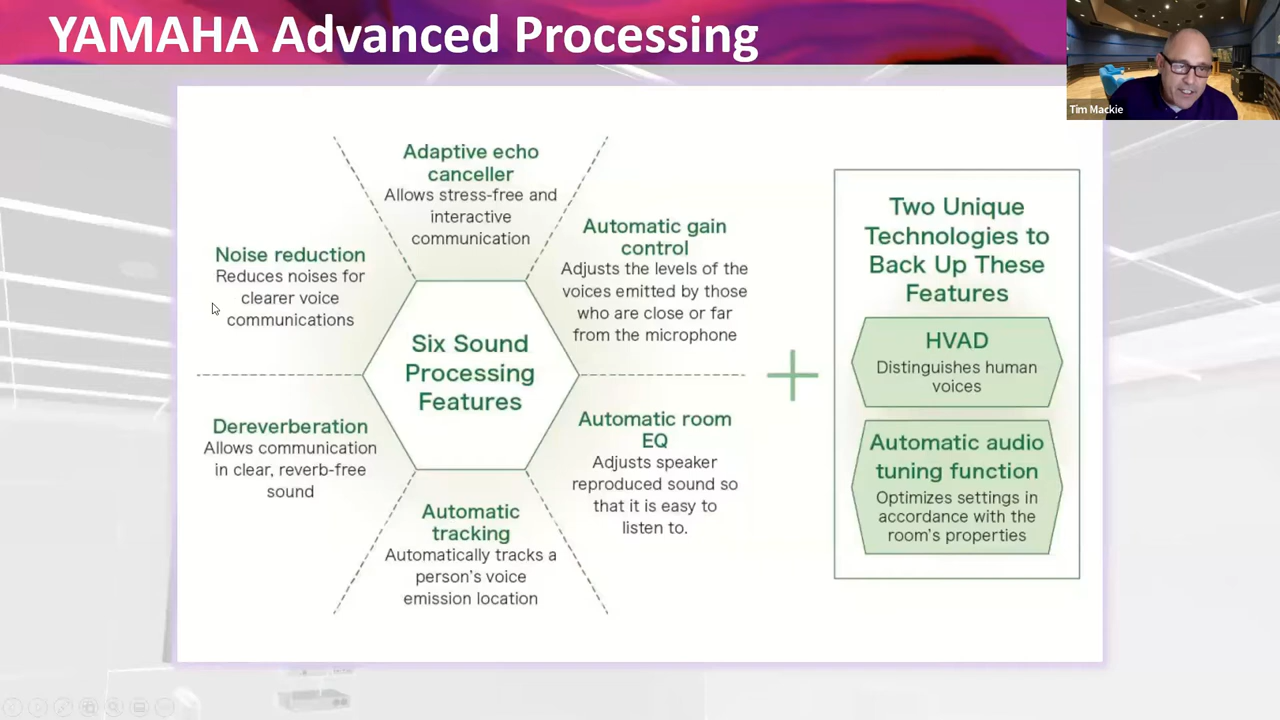 YAMAHA Advanced Processing
Tim Mackie
Adaptive echo
canceller
Allows stress-free and
interactive
communication
Automatic gain
control
Adjusts the levels of the
voices emitted by those
who are close or far
from the microphone
Noise reduction
Reduces noises for
clearer voice
communications
Six Sound
Processing
Features
Dereverberation
Allows communication
in clear, reverb-free
sound
Automatic room
EQ
Adjusts speaker
reproduced sound so
that it is easy to
listen to.
Automatic
tracking
Automatically tracks a
person's voice
emission location
Two Unique
Technologies to
Back Up These
Features
HVAD
Distinguishes human
voices
Automatic audio
tuning function
Optimizes settings in
accordance with the
room's properties